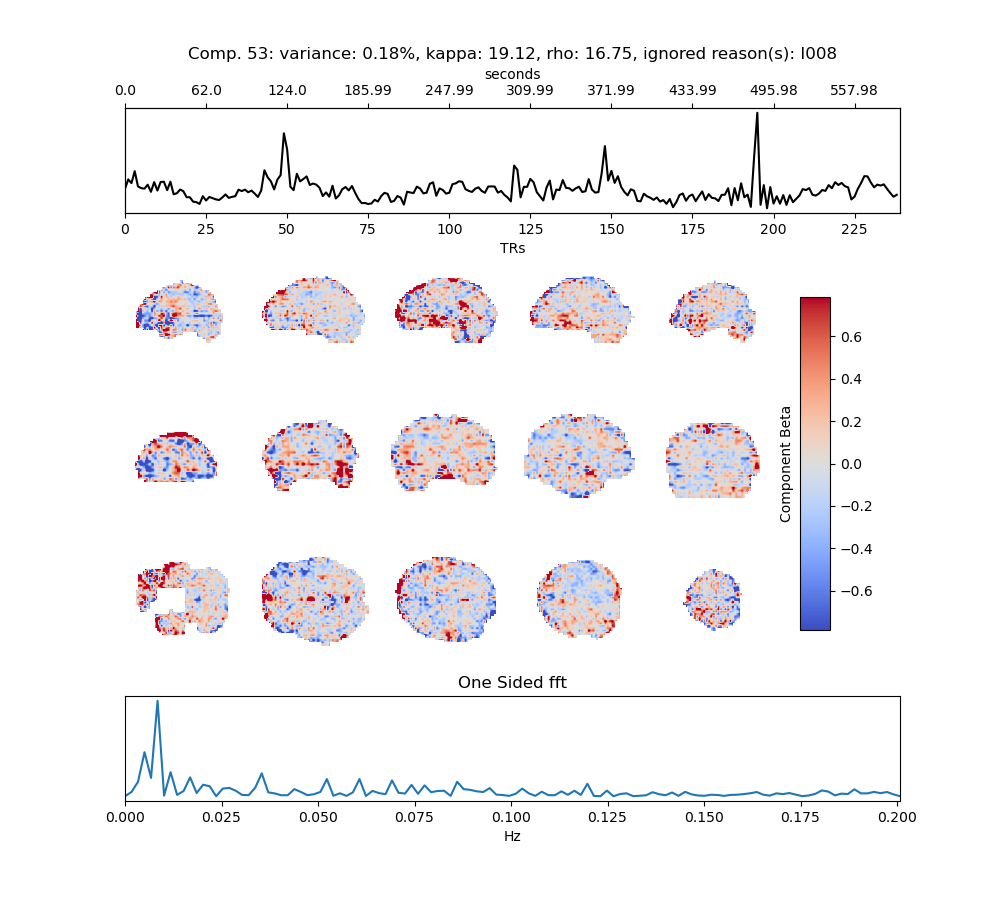 Comp. 53: variance: 0.18%, kappa: 19.12, rho: 16.75, ignored reason(s): I008
seconds
0.0 62.0 124.0 185.99 247.99 309.99 371.99 433.99 495.98 557.98
0 25 50 75 100 125 150 175 200 225
TRs
0.6
0.4
0.2
0.0
−0.2
−0.4
−0.6
Component Beta
One Sided fft
0.000 0.025 0.050 0.075 0.100 0.125 0.150 0.175 0.200
Hz